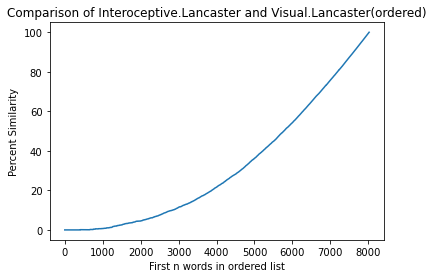 Comparison of Interoceptive.Lancaster and Visual.Lancaster(ordered)
100
80
60
40
20
0
Percent Similarity
0 1000 2000 3000 4000 5000 6000 7000 8000
First n words in ordered list